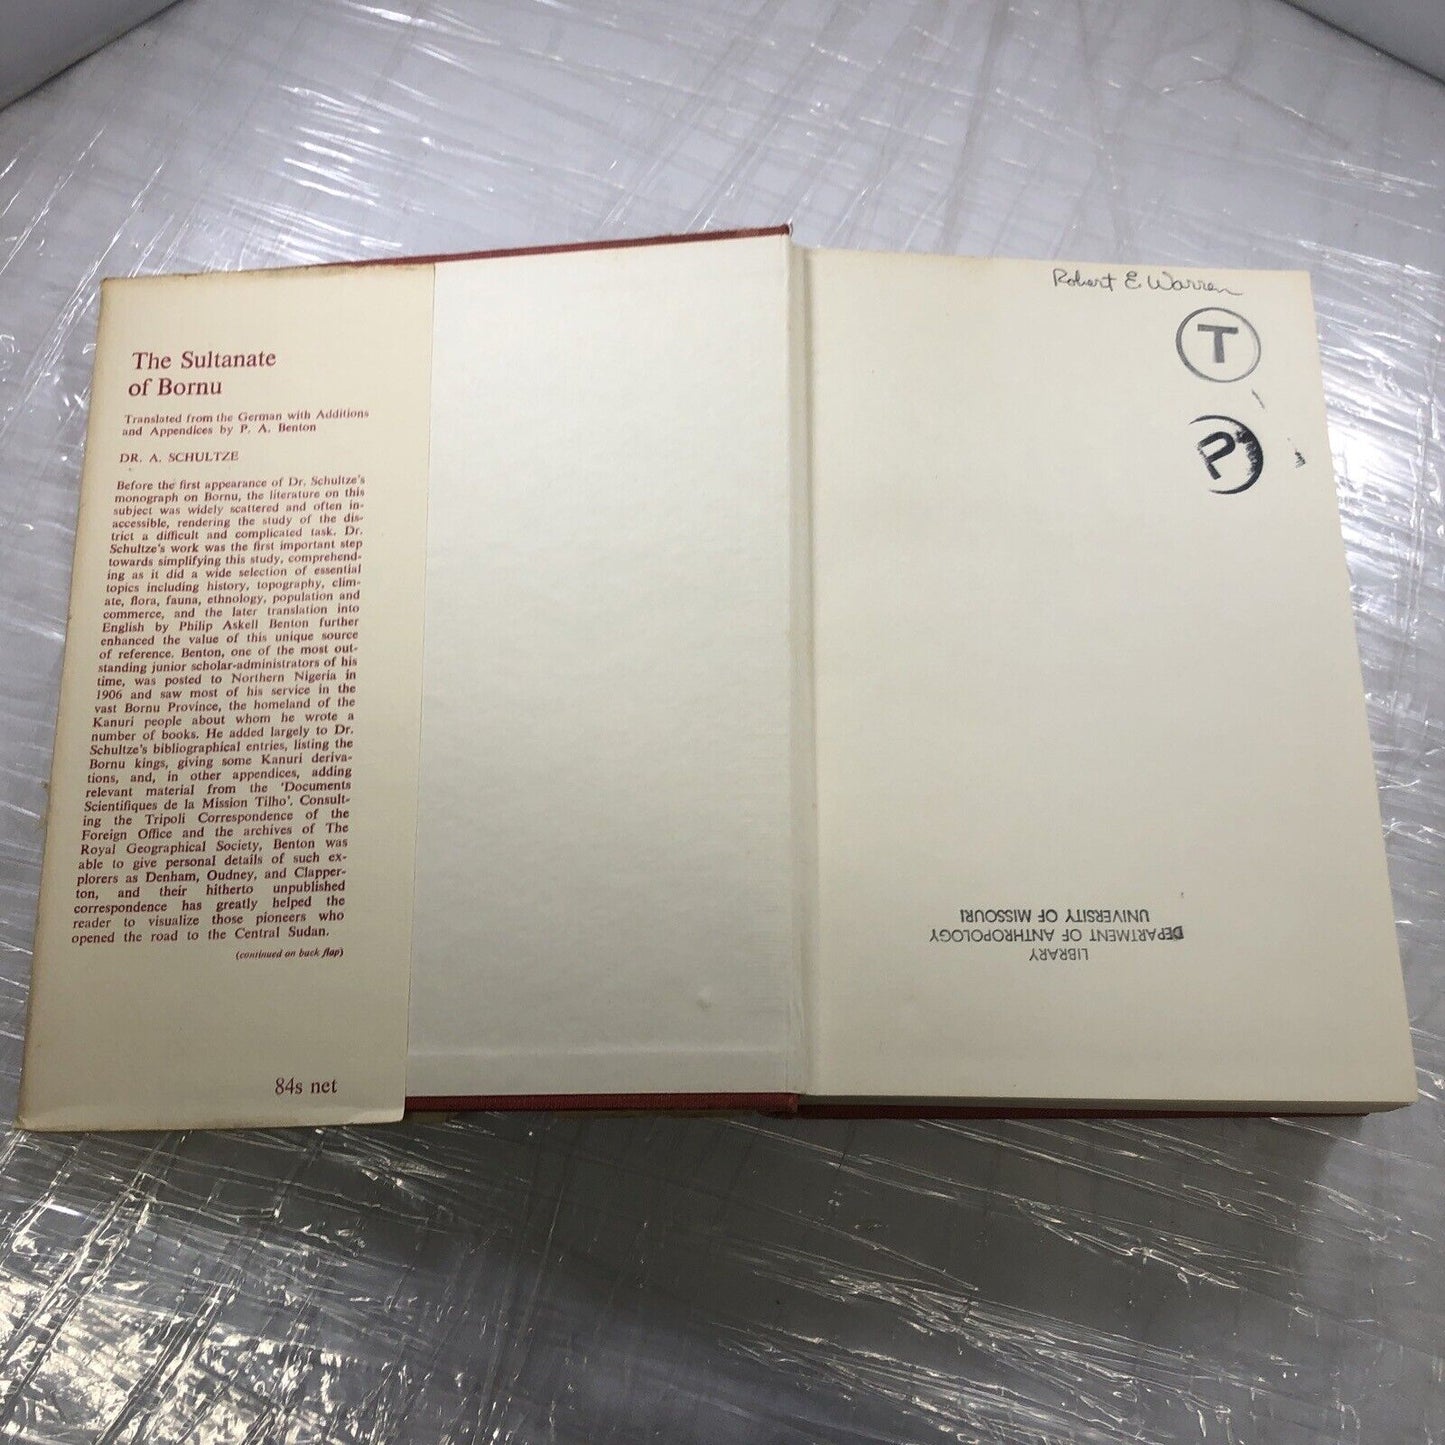 The Sultanate
of Bornu
Translated from the German with Additions
and Appendices by P. A. Benton
DR. A. SCHULTZE
Before the first appearance of Dr. Schultze's
monograph on Bornu, the literature on this
subject was widely scattered and often in-
accessible, rendering the study of the dis-
trict a difficult and complicated task. Dr.
Schultze's work was the first important step
towards simplifying this study, comprehend-
ing as it did a wide selection of essential
topics including history, topography, clim-
ate, flora, fauna, ethnology, population and
commerce, and the later translation into
English by Philip Askell Benton further
enhanced the value of this unique source
of reference. Benton, one of the most out-
standing junior scholar-administrators of his
time, was posted to Northern Nigeria in
1906 and saw most of his service in the
vast Bornu Province, the homeland of the
Kanuri people about whom he wrote a
number of books. He added largely to Dr.
Schultze's bibliographical entries, listing the
Bornu kings, giving some Kanuri deriva-
tions, and, in other appendices, adding
relevant material from the 'Documents
Scientifiques de la Mission Tilho'. Consult-
ing the Tripoli Correspondence of the
Foreign Office and the archives of The
Royal Geographical Society, Benton was
able to give personal details of such ex-
plorers as Denham, Oudney, and Clapper-
ton, and their hitherto unpublished
correspondence has greatly helped the
reader to visualize those pioneers who
opened the road to the Central Sudan.
(continued on back flap)
84s net
Robert E. Warren
T
P
LIBRARY
DEPARTMENT OF ANTHROPOLOGY
UNIVERSITY OF MISSOURI